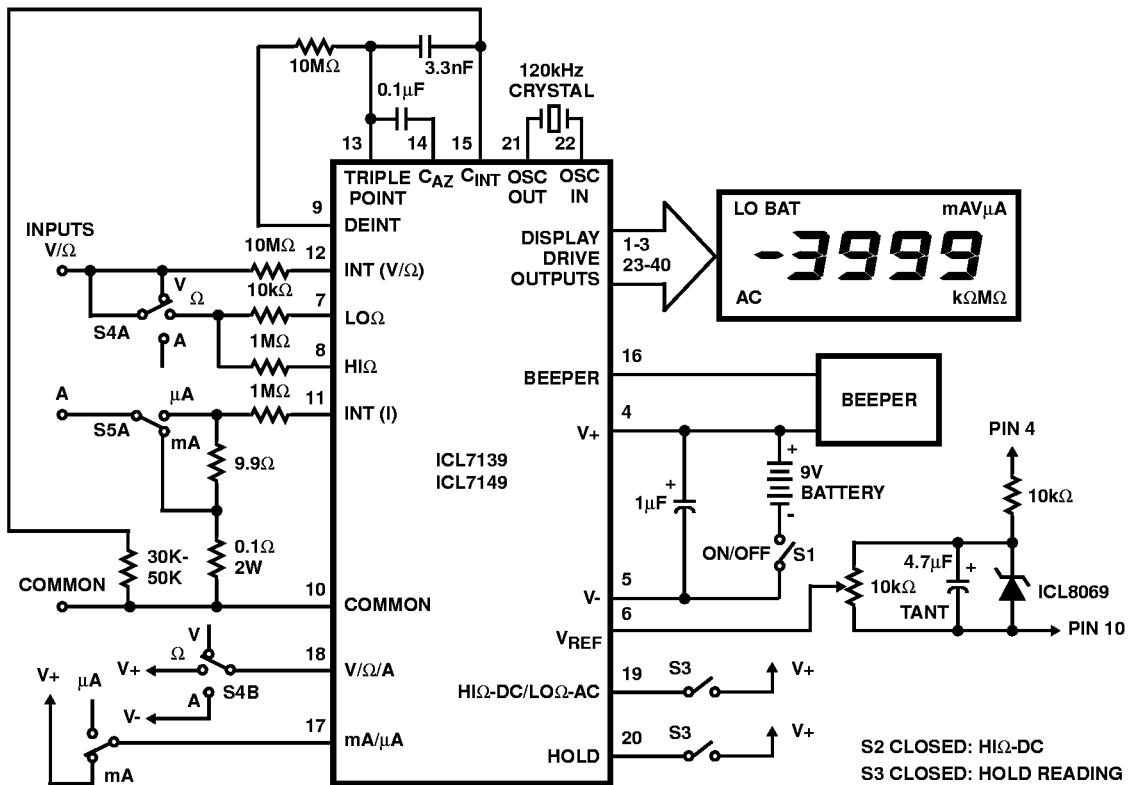 10MΩ
3.3nF
0.1μF
120kHz
CRYSTAL
13
14
15
21
22
TRIPLE
POINT
CAZ
CINT
OSC
OUT
OSC
IN
9
DEINT
INPUTS
V/Ω
10MΩ
12
INT (V/Ω)
10kΩ
7
LOΩ
V
Ω
S4A
A
1MΩ
8
HIΩ
1MΩ
11
INT (I)
A
μA
S5A
mA
9.9Ω
0.1Ω
2W
30K-
50K
COMMON
10
COMMON
V
Ω
V+
18
V/Ω/A
A
S4B
V-
V+
μA
17
mA/μA
mA
ICL7139
ICL7149
DISPLAY
DRIVE
OUTPUTS
1-3
23-40
LO BAT
mAVμA
-3999
AC
kΩMΩ
16
BEEPER
BEEPER
4
V+
+
1μF
+
9V
BATTERY
-
ON/OFF
S1
5
V-
6
VREF
PIN 4
10kΩ
10kΩ
4.7μF
+
TANT
ICL8069
PIN 10
19
HIΩ-DC/LOΩ-AC
S3
V+
20
HOLD
S3
V+
S2 CLOSED: HIΩ-DC
S3 CLOSED: HOLD READING